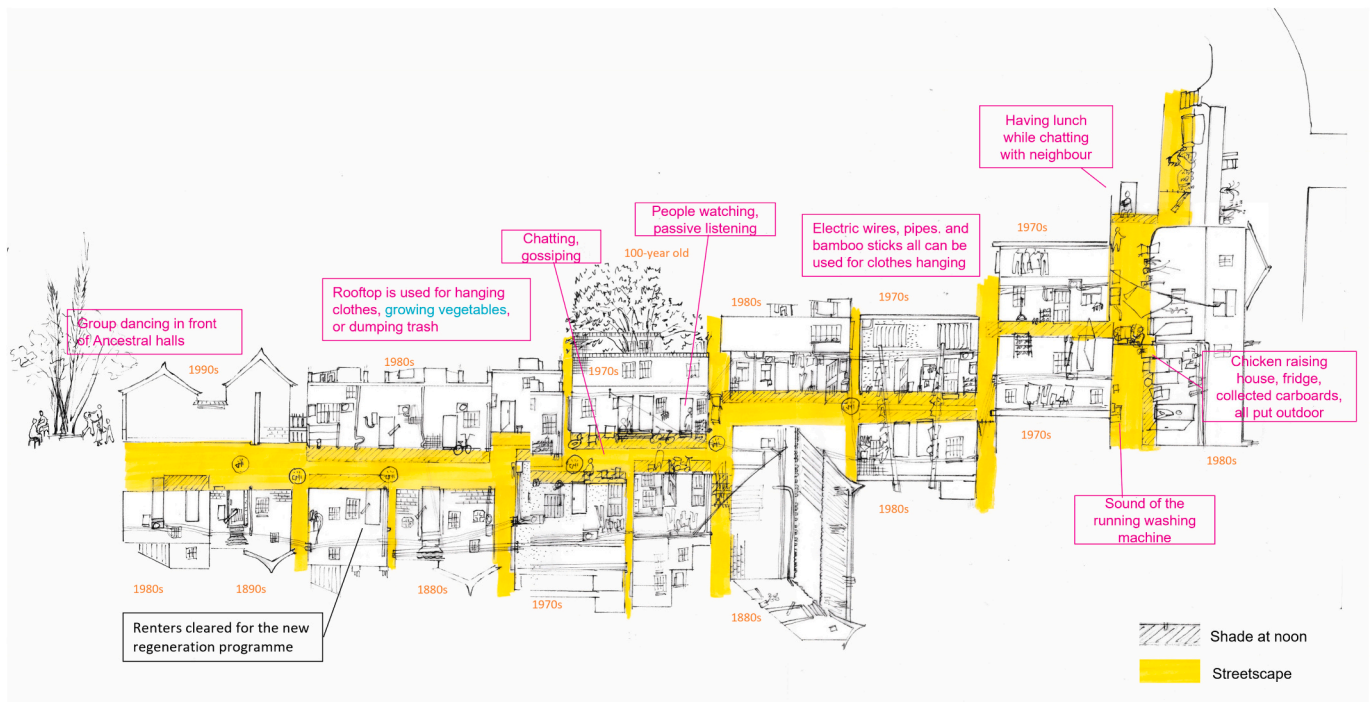 Having lunch
while chatting
with neighbour
People watching,
passive listening
Electric wires, pipes. and
bamboo sticks all can be
used for clothes hanging
1970s
Chatting,
gossiping
100-year old
Rooftop is used for hanging
clothes, growing vegetables,
or dumping trash
1980s
1970s
Group dancing in front
of Ancestral halls
1990s
1980s
1970s
Chicken raising
house, fridge,
collected carboards,
all put outdoor
1970s
1980s
1980s
Sound of the
running washing
machine
1980s
1890s
1880s
1970s
1880s
Renters cleared for the new
regeneration programme
Shade at noon
Streetscape